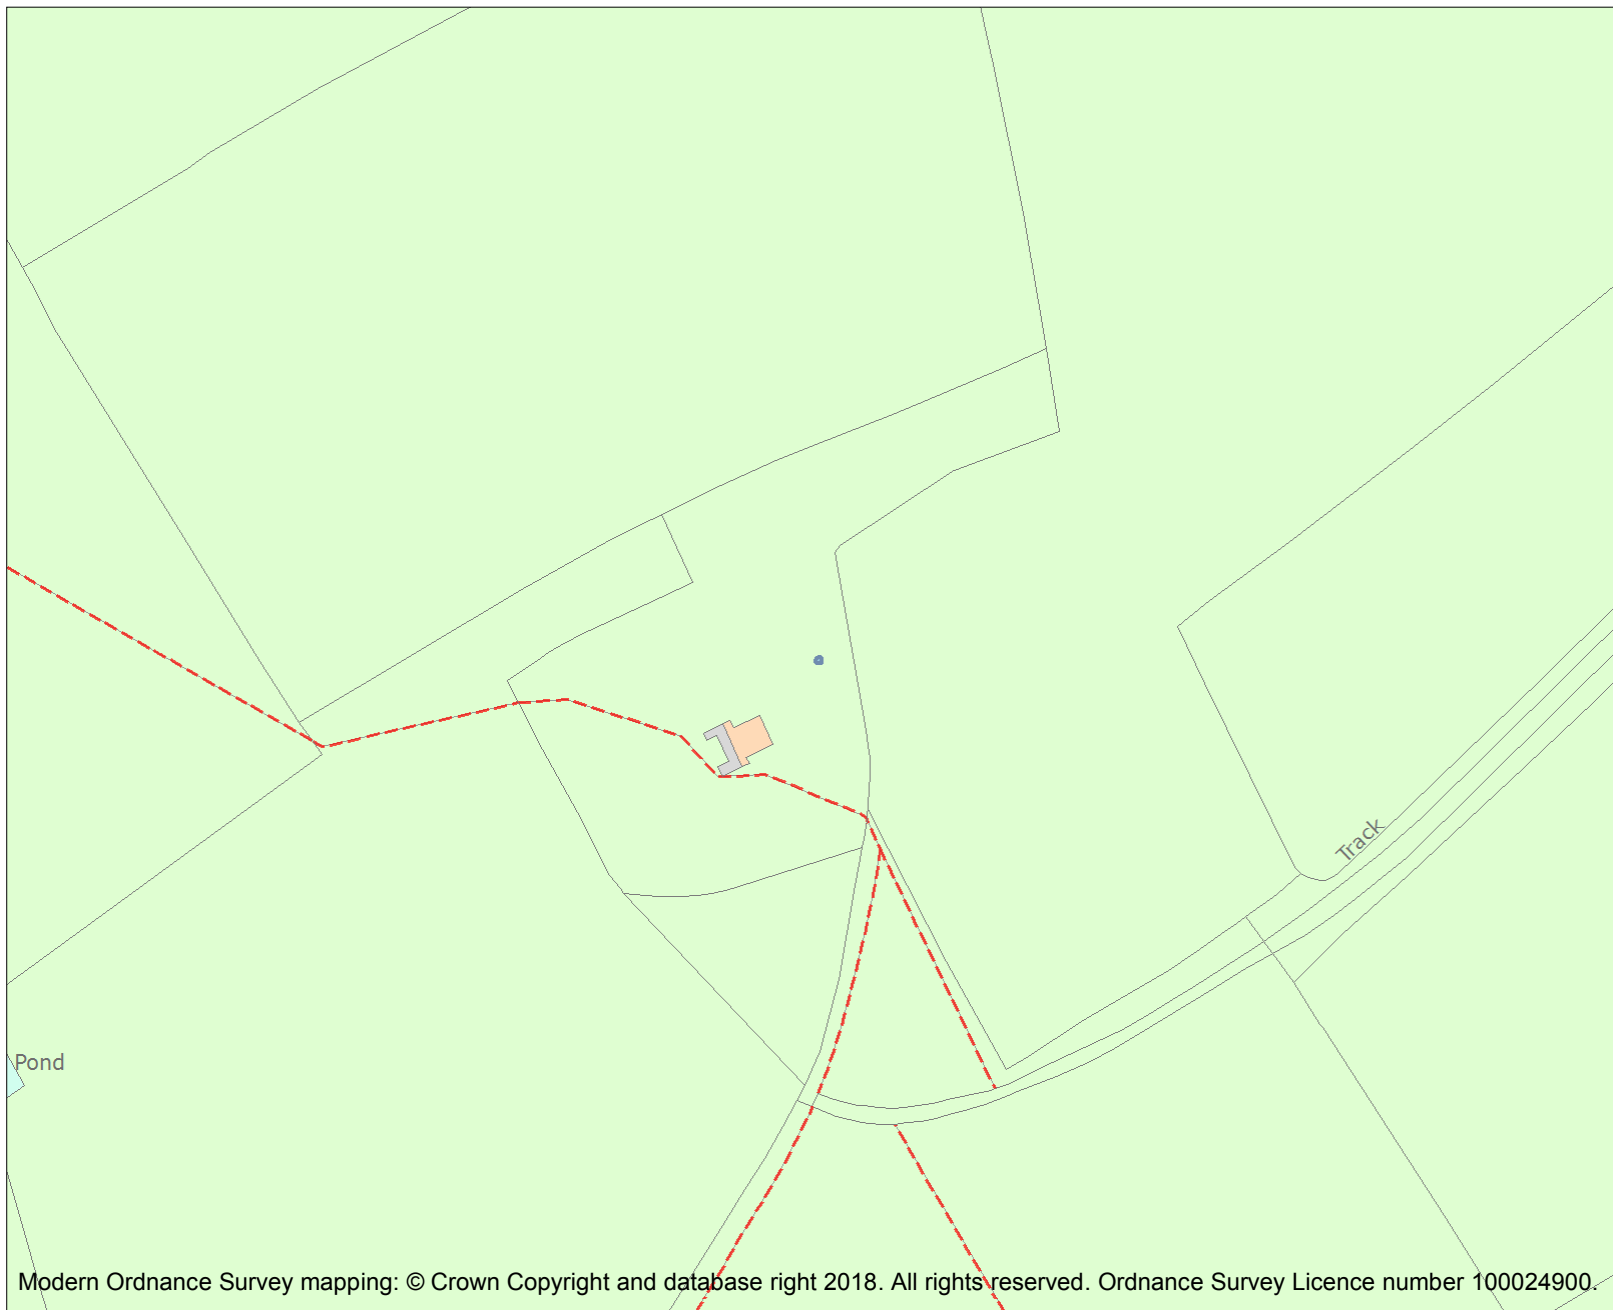 Track
Pond
Modern Ordnance Survey mapping: © Crown Copyright and database right 2018. All rights reserved. Ordnance Survey Licence number 100024900.